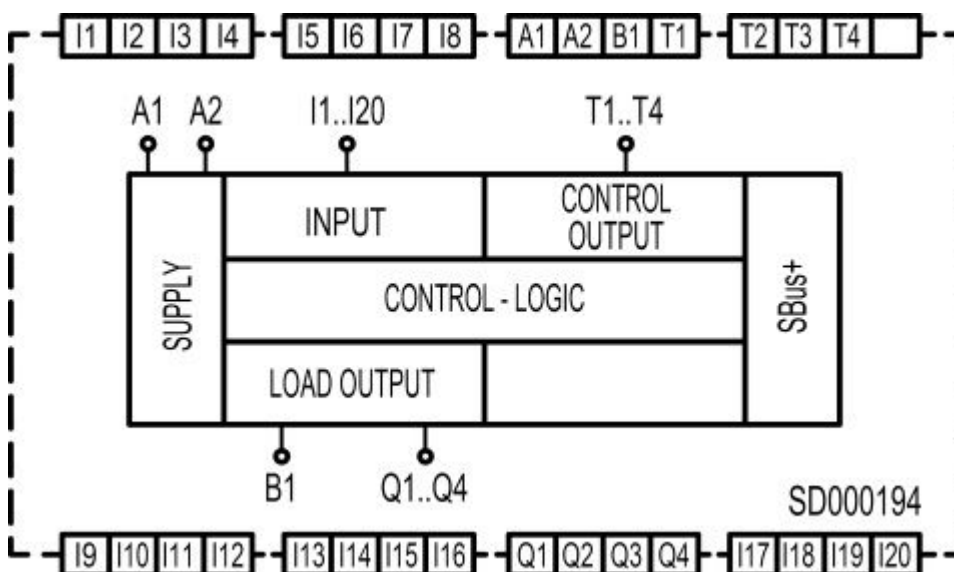 I1 I2 I3 I4 I5 I6 I7 I8 A1 A2 B1 T1 T2 T3 T4
A1 A2 I1..I20 T1..T4
SUPPLY
INPUT
CONTROL
OUTPUT
CONTROL - LOGIC
LOAD OUTPUT
SBus+
B1 Q1..Q4
SD000194
I9 I10 I11 I12 I13 I14 I15 I16 Q1 Q2 Q3 Q4 I17 I18 I19 I20